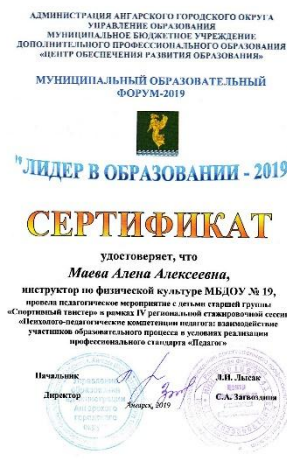 АДМИНИСТРАЦИЯ АНГАРСКОГО ГОРОДСКОГО ОКРУГА
УПРАВЛЕНИЕ ОБРАЗОВАНИЯ
МУНИЦИПАЛЬНОЕ БЮДЖЕТНОЕ УЧРЕЖДЕНИЕ
ДОПОЛНИТЕЛЬНОГО ПРОФЕССИОНАЛЬНОГО ОБРАЗОВАНИЯ
«ЦЕНТР ОБЕСПЕЧЕНИЯ РАЗВИТИЯ ОБРАЗОВАНИЯ»
МУНИЦИПАЛЬНЫЙ ОБРАЗОВАТЕЛЬНЫЙ
ФОРУМ-2019
"ЛИДЕР В ОБРАЗОВАНИИ - 2019
СЕРТИФИКАТ
удостоверяет, что
Маева Алена Алексеевна,
инструктор по физической культуре МБДОУ № 19,
провела педагогическое мероприятие с детьми старшей группы
«Спортивный твистер» в рамках IV региональной стажировочной сессии
«Психолого-педагогические компетенции педагога: взаимодействие
участников образовательного процесса в условиях реализации
профессионального стандарта «Педагог»
Начальник Л.И. Лысак
Директор С.А. Загвоздина
Ангарск, 2019